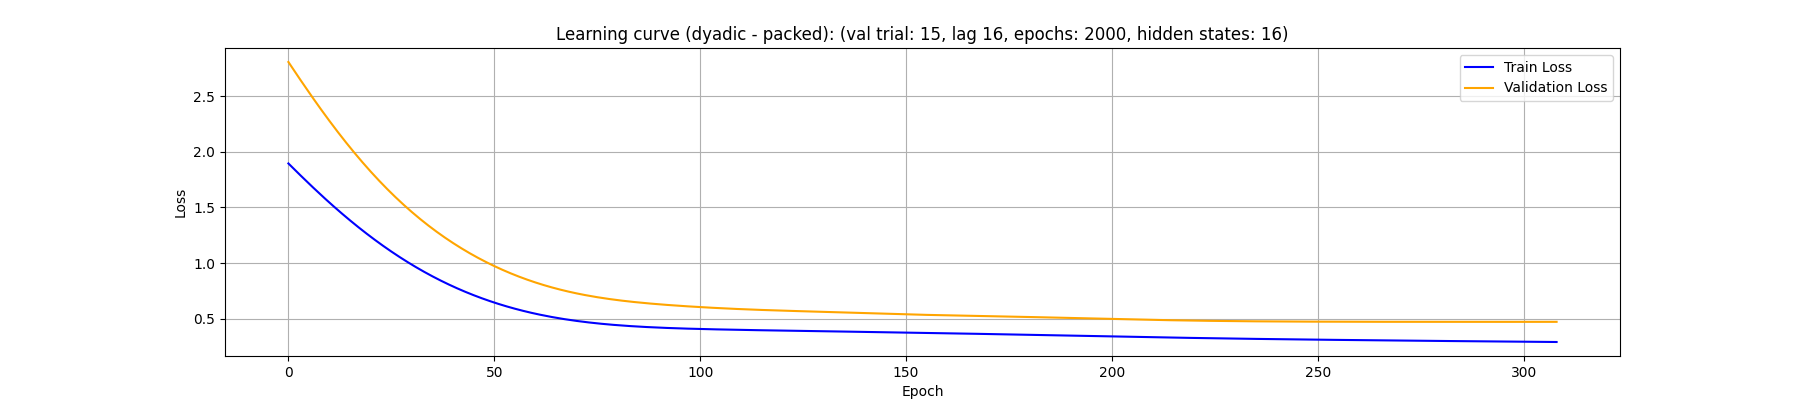 Learning curve (dyadic - packed): (val trial: 15, lag 16, epochs: 2000, hidden states: 16)
Train Loss
Validation Loss
Loss
2.5
2.0
1.5
1.0
0.5
0 50 100 150 200 250 300
Epoch